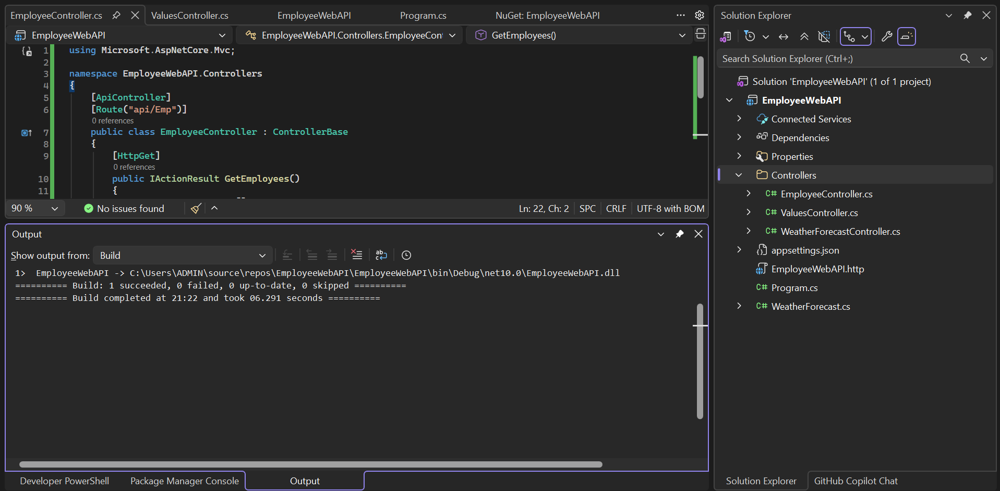 EmployeeController.cs ValuesController.cs EmployeeWebAPI Program.cs NuGet: EmployeeWebAPI
EmployeeWebAPI EmployeeWebAPI.Controllers.EmployeeCont GetEmployees()
1 using Microsoft.AspNetCore.Mvc;
2
3 namespace EmployeeWebAPI.Controllers
4 {
5 [ApiController]
6 [Route("api/Emp")]
0 references
7 public class EmployeeController : ControllerBase
8 {
9 [HttpGet]
0 references
10 public IActionResult GetEmployees()
11 {
90 % No issues found Ln: 22, Ch: 2 SPC CRLF UTF-8 with BOM
Output
Show output from: Build
1> EmployeeWebAPI -> C:\Users\ADMIN\source\repos\EmployeeWebAPI\EmployeeWebAPI\bin\Debug\net10.0\EmployeeWebAPI.dll
========== Build: 1 succeeded, 0 failed, 0 up-to-date, 0 skipped ==========
========== Build completed at 21:22 and took 06.291 seconds ==========
Developer PowerShell Package Manager Console Output
Solution Explorer
Search Solution Explorer (Ctrl+;)
Solution 'EmployeeWebAPI' (1 of 1 project)
EmployeeWebAPI
Connected Services
Dependencies
Properties
Controllers
C# EmployeeController.cs
C# ValuesController.cs
C# WeatherForecastController.cs
appsettings.json
EmployeeWebAPI.http
C# Program.cs
C# WeatherForecast.cs
Solution Explorer GitHub Copilot Chat